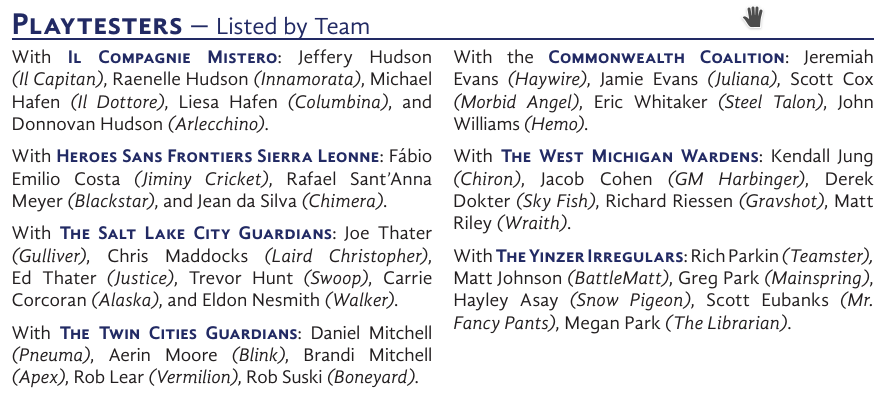 PLAYTESTERS — Listed by Team
With IL COMPAGNIE MISTERO: Jeffery Hudson
(Il Capitan), Raenelle Hudson (Innamorata), Michael
Hafen (Il Dottore), Liesa Hafen (Columbina), and
Donnovan Hudson (Arlecchino).
With HEROES SANS FRONTIERS SIERRA LEONNE: Fábio
Emilio Costa (Jiminy Cricket), Rafael Sant'Anna
Meyer (Blackstar), and Jean da Silva (Chimera).
With THE SALT LAKE CITY GUARDIANS: Joe Thater
(Gulliver), Chris Maddocks (Laird Christopher),
Ed Thater (Justice), Trevor Hunt (Swoop), Carrie
Corcoran (Alaska), and Eldon Nesmith (Walker).
With THE TWIN CITIES GUARDIANS: Daniel Mitchell
(Pneuma), Aerin Moore (Blink), Brandi Mitchell
(Apex), Rob Lear (Vermilion), Rob Suski (Boneyard).
With the COMMONWEALTH COALITION: Jeremiah
Evans (Haywire), Jamie Evans (Juliana), Scott Cox
(Morbid Angel), Eric Whitaker (Steel Talon), John
Williams (Hemo).
With THE WEST MICHIGAN WARDENS: Kendall Jung
(Chiron), Jacob Cohen (GM Harbinger), Derek
Dokter (Sky Fish), Richard Riessen (Gravshot), Matt
Riley (Wraith).
With THE YINZER IRREGULARS: Rich Parkin (Teamster),
Matt Johnson (BattleMatt), Greg Park (Mainspring),
Hayley Asay (Snow Pigeon), Scott Eubanks (Mr.
Fancy Pants), Megan Park (The Librarian).